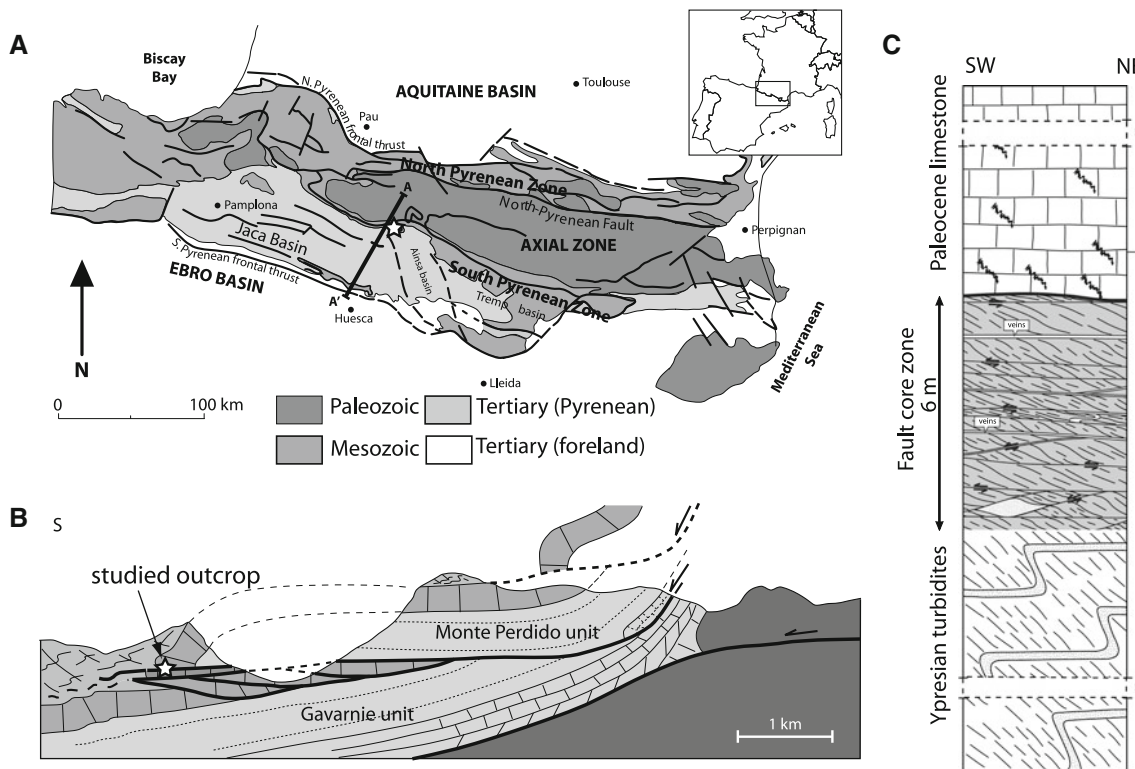 A
Biscay
Bay
N. Pyrenean frontal thrust
Pau
AQUITAINE BASIN
Toulouse
North Pyrenean Zone
North-Pyrenean Fault
A
Pamplona
Jaca Basin
AXIAL ZONE
Perpignan
S. Pyrenean frontal thrust
EBRO BASIN
Ainsa basin
South Pyrenean Zone
Tremp basin
A'
Huesca
Mediterranean
Sea
N
Lleida
0 100 km
Paleozoic
Tertiary (Pyrenean)
Mesozoic
Tertiary (foreland)
B
S
studied outcrop
Monte Perdido unit
Gavarnie unit
1 km
C
SW
Paleocene limestone
Fault core zone
6 m
veins
veins
Ypresian turbidites